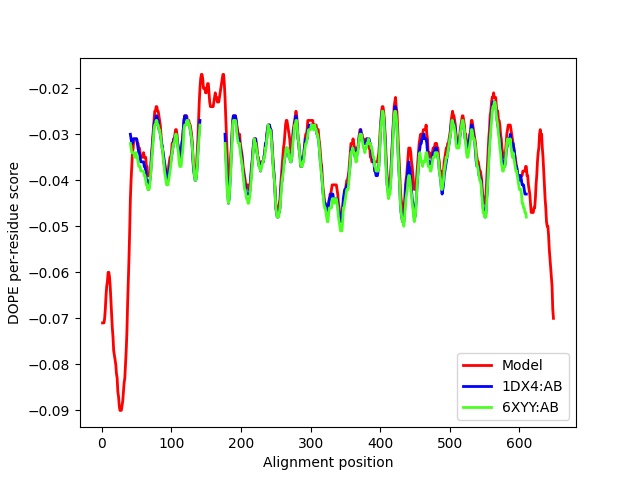 DOPE per-residue score
−0.02
−0.03
−0.04
−0.05
−0.06
−0.07
−0.08
−0.09
0 100 200 300 400 500 600
Alignment position
Model
1DX4:AB
6XYY:AB